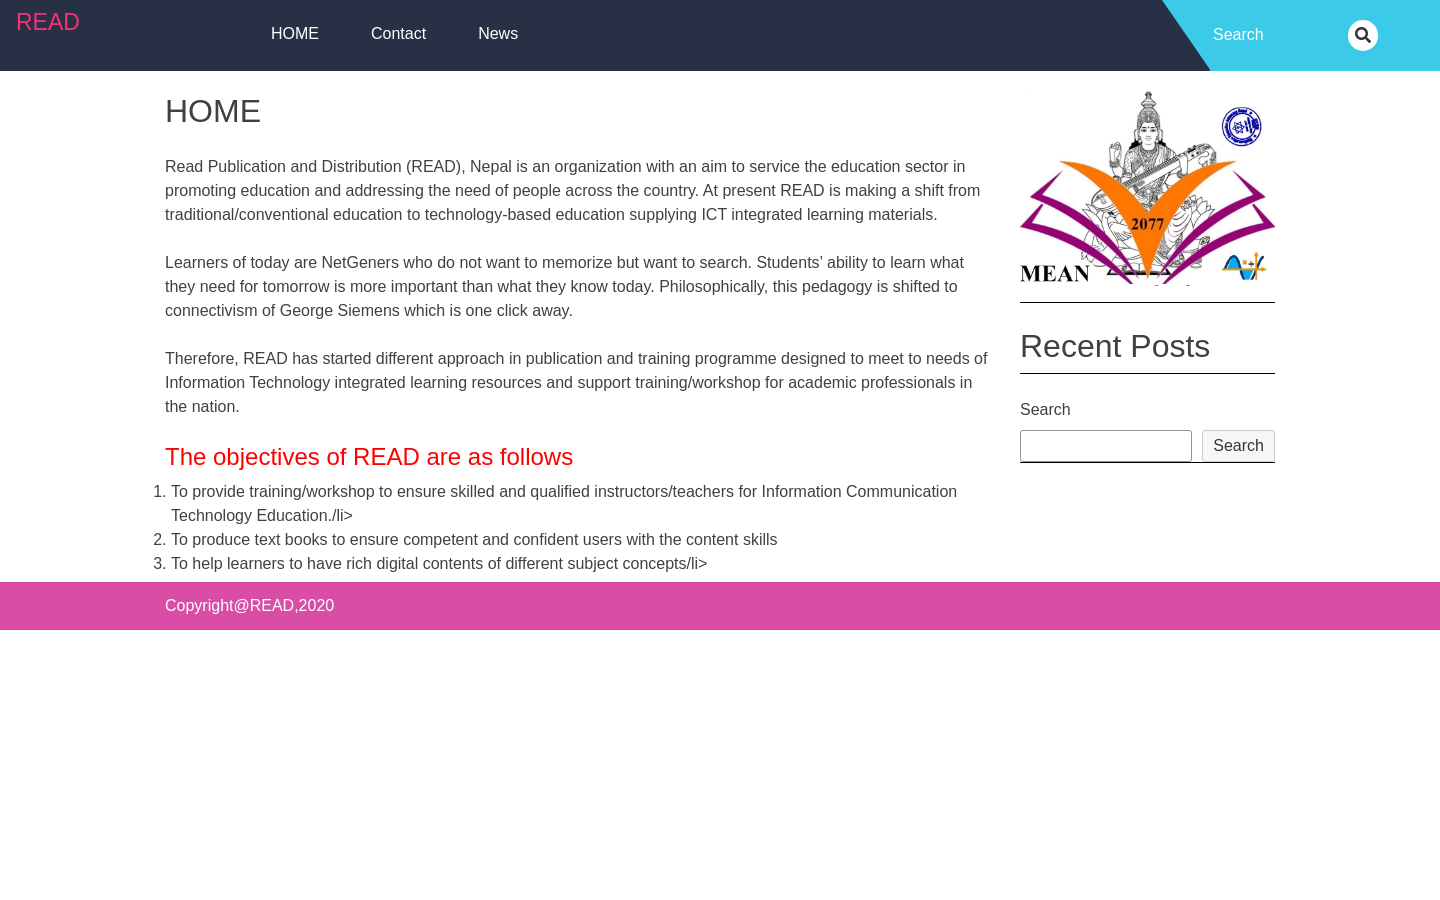 READ
HOME
Contact
News
Search
HOME
Read Publication and Distribution (READ), Nepal is an organization with an aim to service the education sector in
promoting education and addressing the need of people across the country. At present READ is making a shift from
traditional/conventional education to technology-based education supplying ICT integrated learning materials.
Learners of today are NetGeners who do not want to memorize but want to search. Students’ ability to learn what
they need for tomorrow is more important than what they know today. Philosophically, this pedagogy is shifted to
connectivism of George Siemens which is one click away.
Therefore, READ has started different approach in publication and training programme designed to meet to needs of
Information Technology integrated learning resources and support training/workshop for academic professionals in
the nation.
The objectives of READ are as follows
1. To provide training/workshop to ensure skilled and qualified instructors/teachers for Information Communication
Technology Education./li>
2. To produce text books to ensure competent and confident users with the content skills
3. To help learners to have rich digital contents of different subject concepts/li>
2077
MEAN
Recent Posts
Search
Search
Copyright@READ,2020